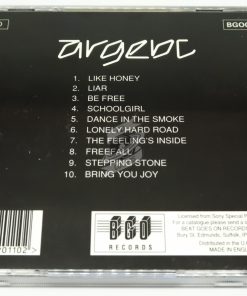 BGOC
argent
1. LIKE HONEY
2. LIAR
3. BE FREE
4. SCHOOLGIRL
5. DANCE IN THE SMOKE
6. LONELY HARD ROAD
7. THE FEELING'S INSIDE
8. FREEFALL
9. STEPPING STONE
10. BRING YOU JOY
01102
BGO
RECORDS
Licensed from Sony Special
For a catalogue please send a
BEAT GOES ON RECORDS
Bury St. Edmunds, Suffolk, IP
Distributed in the U.
MADE IN ENG